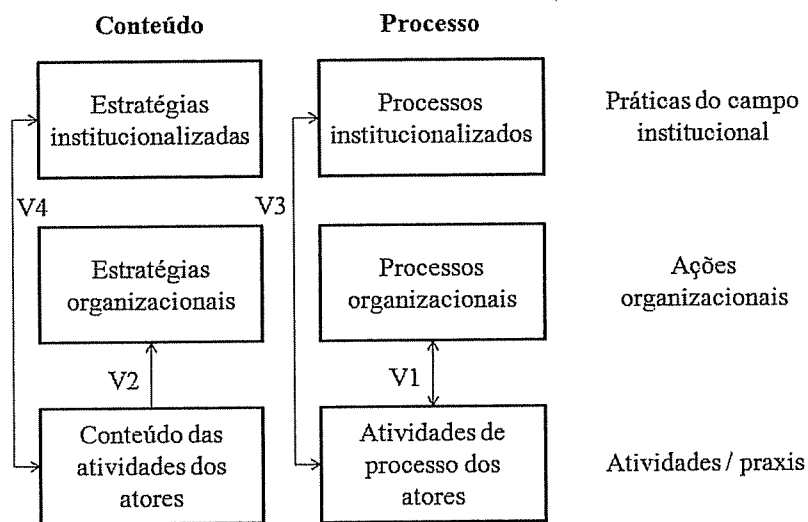 Conteúdo
Processo
Estratégias
institucionalizadas
Processos
institucionalizados
Práticas do campo
institucional
V4
V3
Estratégias
organizacionais
Processos
organizacionais
Ações
organizacionais
V2
V1
Conteúdo das
atividades dos
atores
Atividades de
processo dos
atores
Atividades / praxis